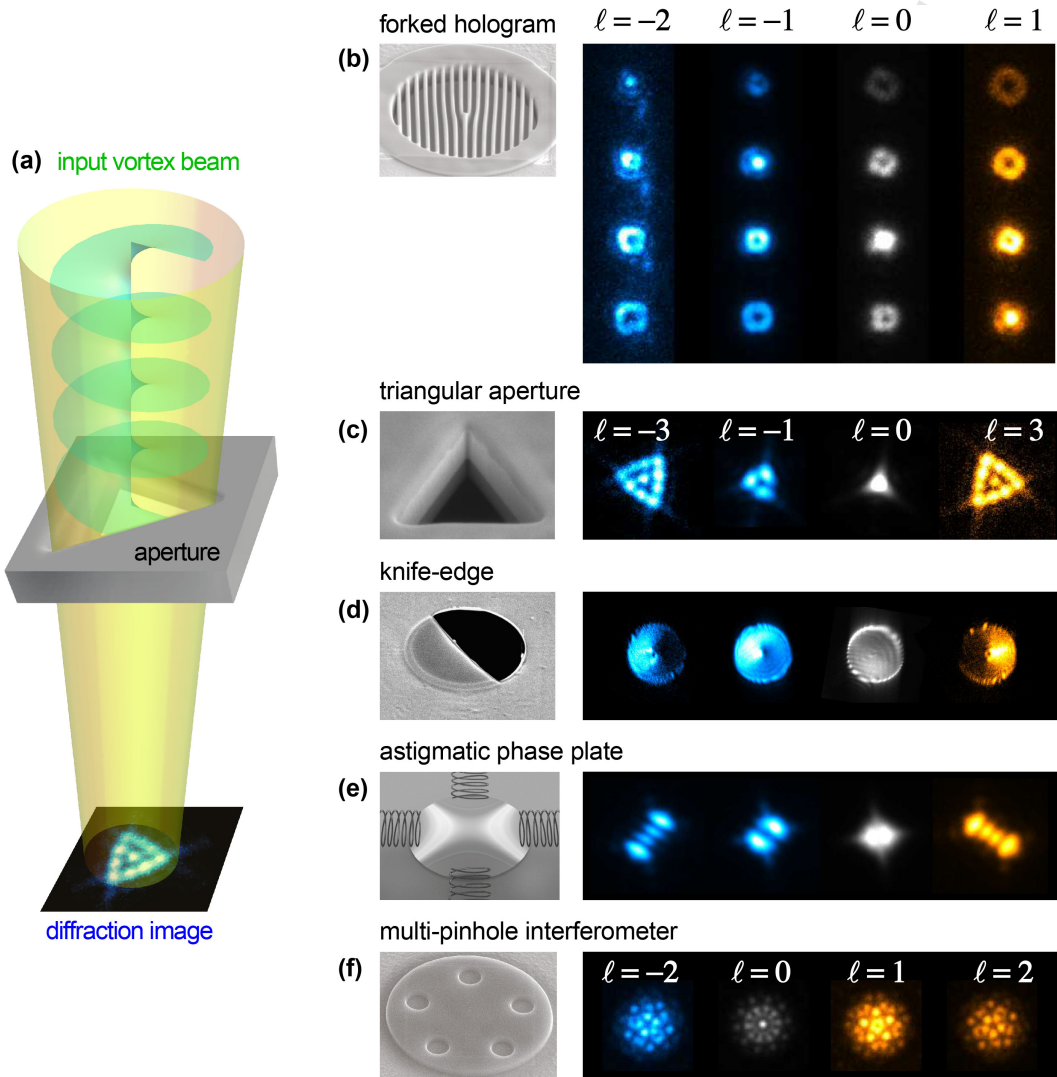 (a) input vortex beam
aperture
diffraction image
forked hologram
(b)
ℓ = −2 ℓ = −1 ℓ = 0 ℓ = 1
triangular aperture
(c)
ℓ = −3 ℓ = −1 ℓ = 0 ℓ = 3
knife-edge
(d)
astigmatic phase plate
(e)
multi-pinhole interferometer
(f)
ℓ = −2 ℓ = 0 ℓ = 1 ℓ = 2